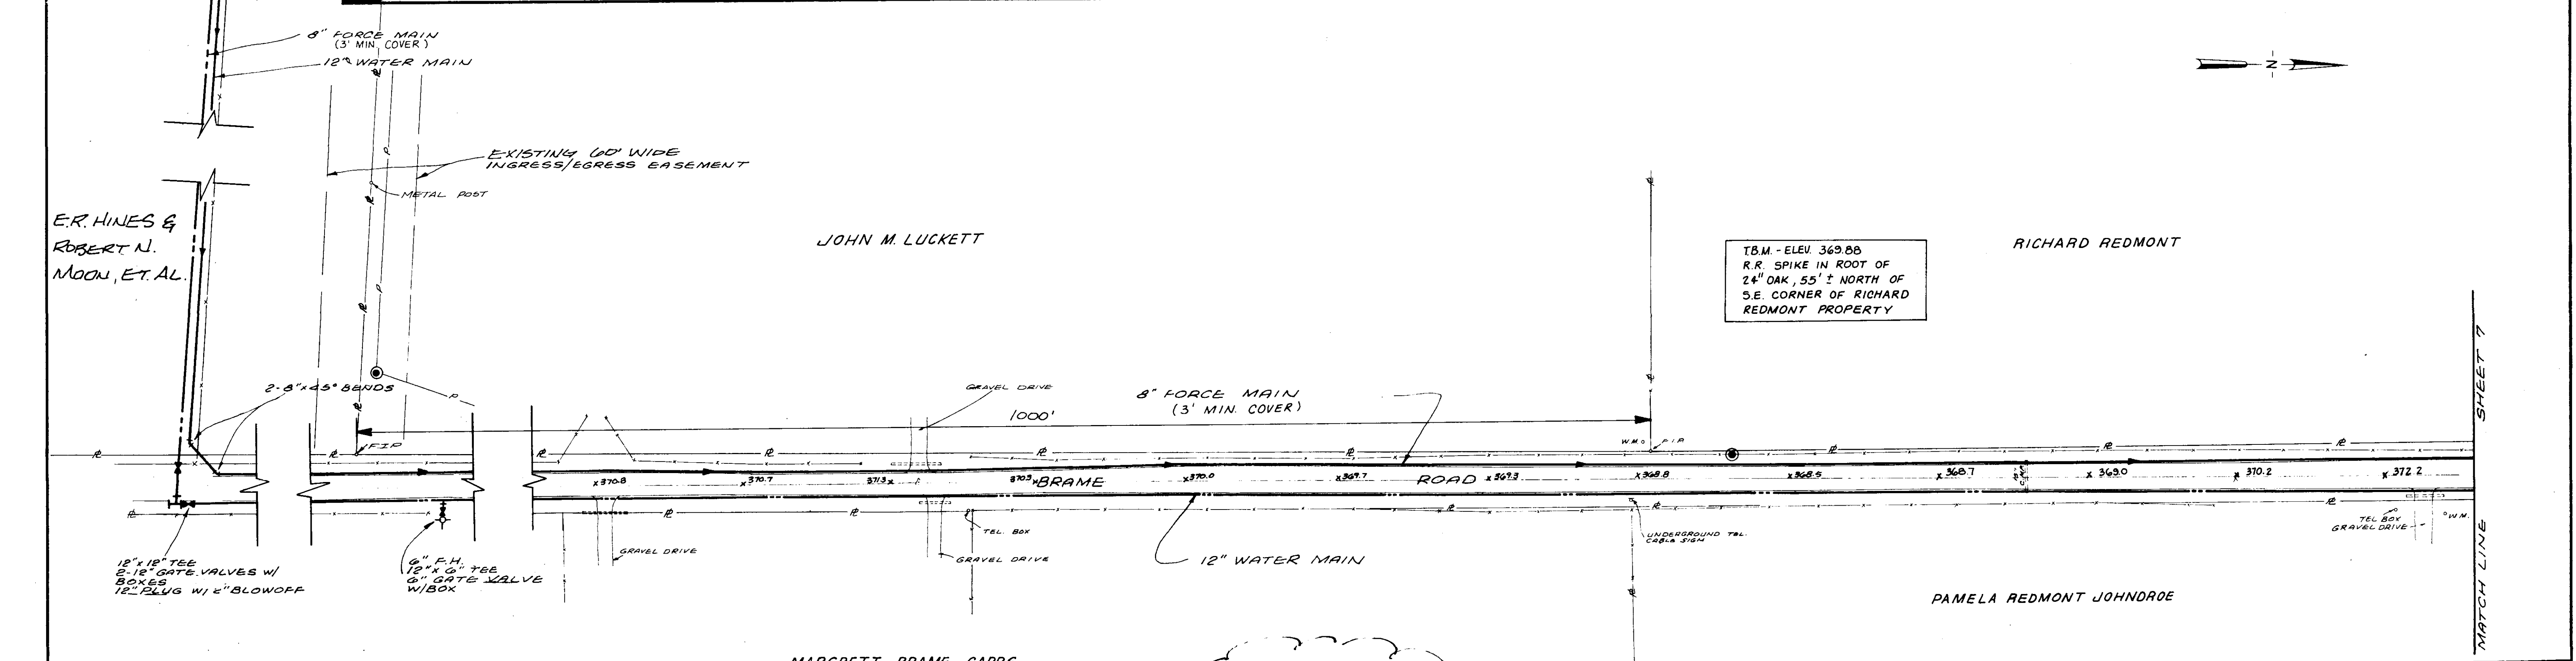 8" FORCE MAIN
(3' MIN. COVER)
12" WATER MAIN
N
EXISTING 60' WIDE
INGRESS/EGRESS EASEMENT
METAL POST
E.R. HINES &
ROBERT N.
MOON, ET. AL.
JOHN M. LUCKETT
T.B.M. - ELEV. 369.88
R.R. SPIKE IN ROOT OF
24" OAK, 55' ± NORTH OF
S.E. CORNER OF RICHARD
REDMONT PROPERTY
RICHARD REDMONT
2-8"x45° BENDS
GRAVEL DRIVE
8" FORCE MAIN
(3' MIN. COVER)
1000'
F.I.P
W.M.
F.I.P.
x370.8 x370.7 371.3x 370.5x BRAME x370.0 x369.7 ROAD x369.3 x368.8 x368.5 x368.7 x 369.0 x 370.2 x 372.2
TEL. BOX
UNDERGROUND TEL.
CABLE SIGN
TEL BOX
GRAVEL DRIVE
W.M.
GRAVEL DRIVE
GRAVEL DRIVE
12" WATER MAIN
12"x12" TEE
2-12" GATE VALVES W/
BOXES
12" PLUG W/ 2" BLOWOFF
6" F.H.
12" X 6" TEE
6" GATE VALVE
W/BOX
PAMELA REDMONT JOHNDROE
MATCH LINE SHEET 7
BRAME